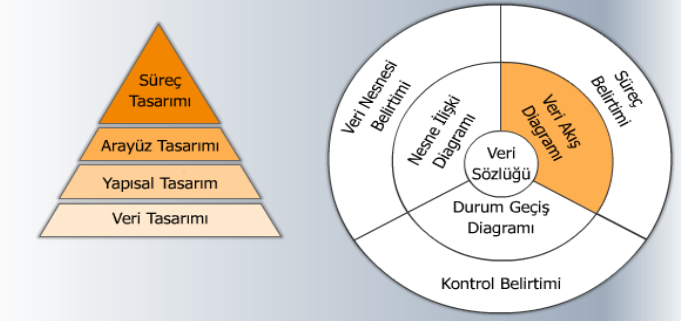 Süreç
Tasarımı
Arayüz Tasarımı
Yapısal Tasarım
Veri Tasarımı
Veri Nesnesi
Belirtimi
Nesne İlişki
Diagramı
Veri Akış
Diagramı
Süreç
Belirtimi
Veri
Sözlüğü
Durum Geçiş
Diagramı
Kontrol Belirtimi